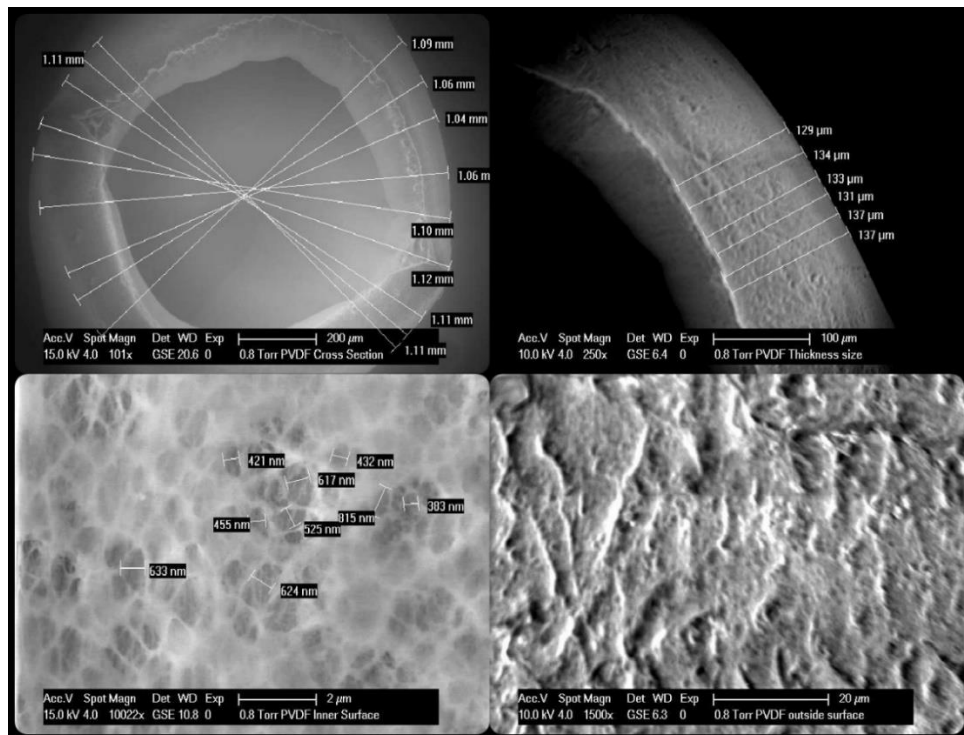 1.11 mm
1.09 mm
1.06 mm
1.04 mm
1.06 m
1.10 mm
1.12 mm
1.11 mm
1.11 mm
Acc.V Spot Magn Det WD Exp 200 µm
15.0 kV 4.0 101x GSE 20.6 0 0.8 Torr PVDF Cross Section
129 µm
134 µm
133 µm
131 µm
137 µm
137 µm
Acc.V Spot Magn Det WD Exp 100 µm
10.0 kV 4.0 250x GSE 6.4 0 0.8 Torr PVDF Thickness size
421 nm
432 nm
617 nm
383 nm
815 nm
455 nm
525 nm
633 nm
624 nm
Acc.V Spot Magn Det WD Exp 2 µm
15.0 kV 4.0 10022x GSE 10.8 0 0.8 Torr PVDF Inner Surface
Acc.V Spot Magn Det WD Exp 20 µm
10.0 kV 4.0 1500x GSE 6.3 0 0.8 Torr PVDF outside surface